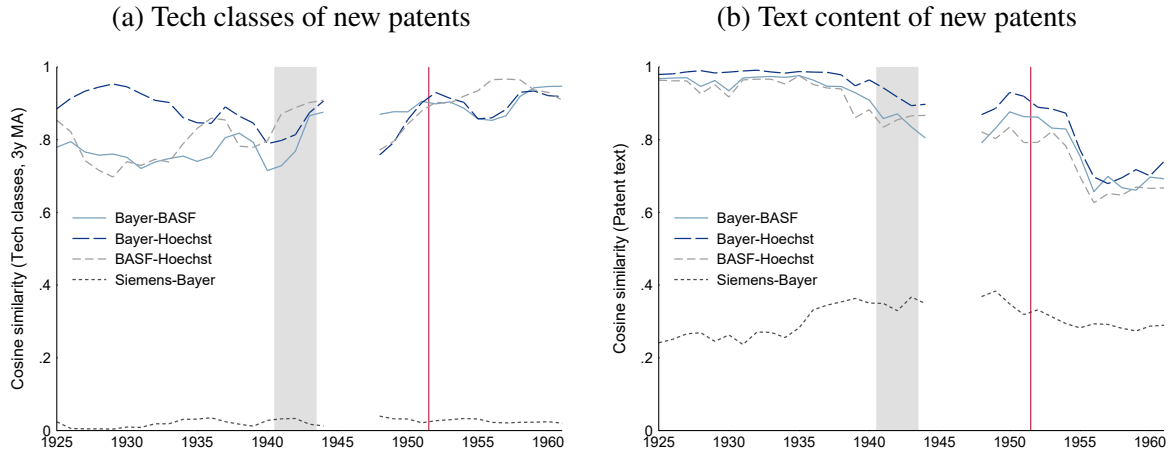 (a) Tech classes of new patents
Cosine similarity (Tech classes, 3y MA)
1
.8
.6
.4
.2
0
Bayer-BASF
Bayer-Hoechst
BASF-Hoechst
Siemens-Bayer
1925 1930 1935 1940 1945 1950 1955 1960
(b) Text content of new patents
Cosine similarity (Patent text)
1
.8
.6
.4
.2
0
Bayer-BASF
Bayer-Hoechst
BASF-Hoechst
Siemens-Bayer
1925 1930 1935 1940 1945 1950 1955 1960